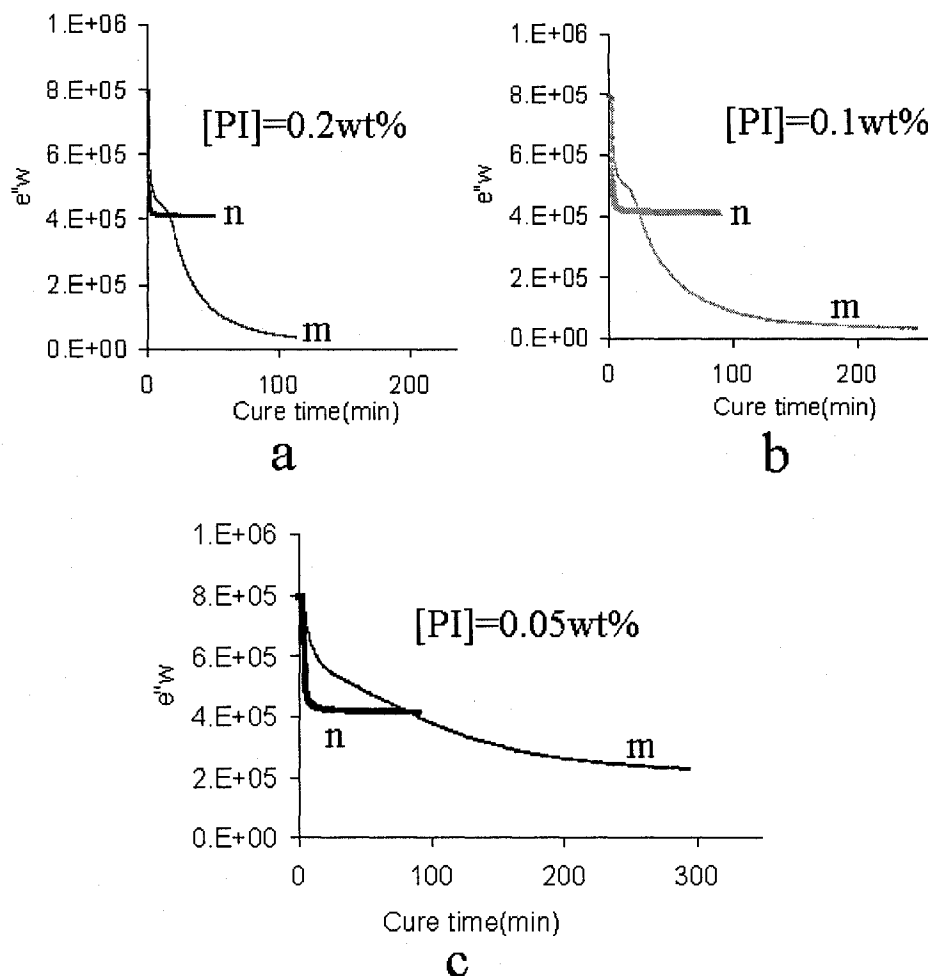 1.E+06
8.E+05
6.E+05
4.E+05
2.E+05
0.E+00
e"w
[PI]=0.2wt%
n
m
0
100
200
Cure time(min)
a
1.E+06
8.E+05
6.E+05
4.E+05
2.E+05
0.E+00
e"w
[PI]=0.1wt%
n
m
0
100
200
Cure time(min)
b
1.E+06
8.E+05
6.E+05
4.E+05
2.E+05
0.E+00
e"w
[PI]=0.05wt%
n
m
0
100
200
300
Cure time(min)
c